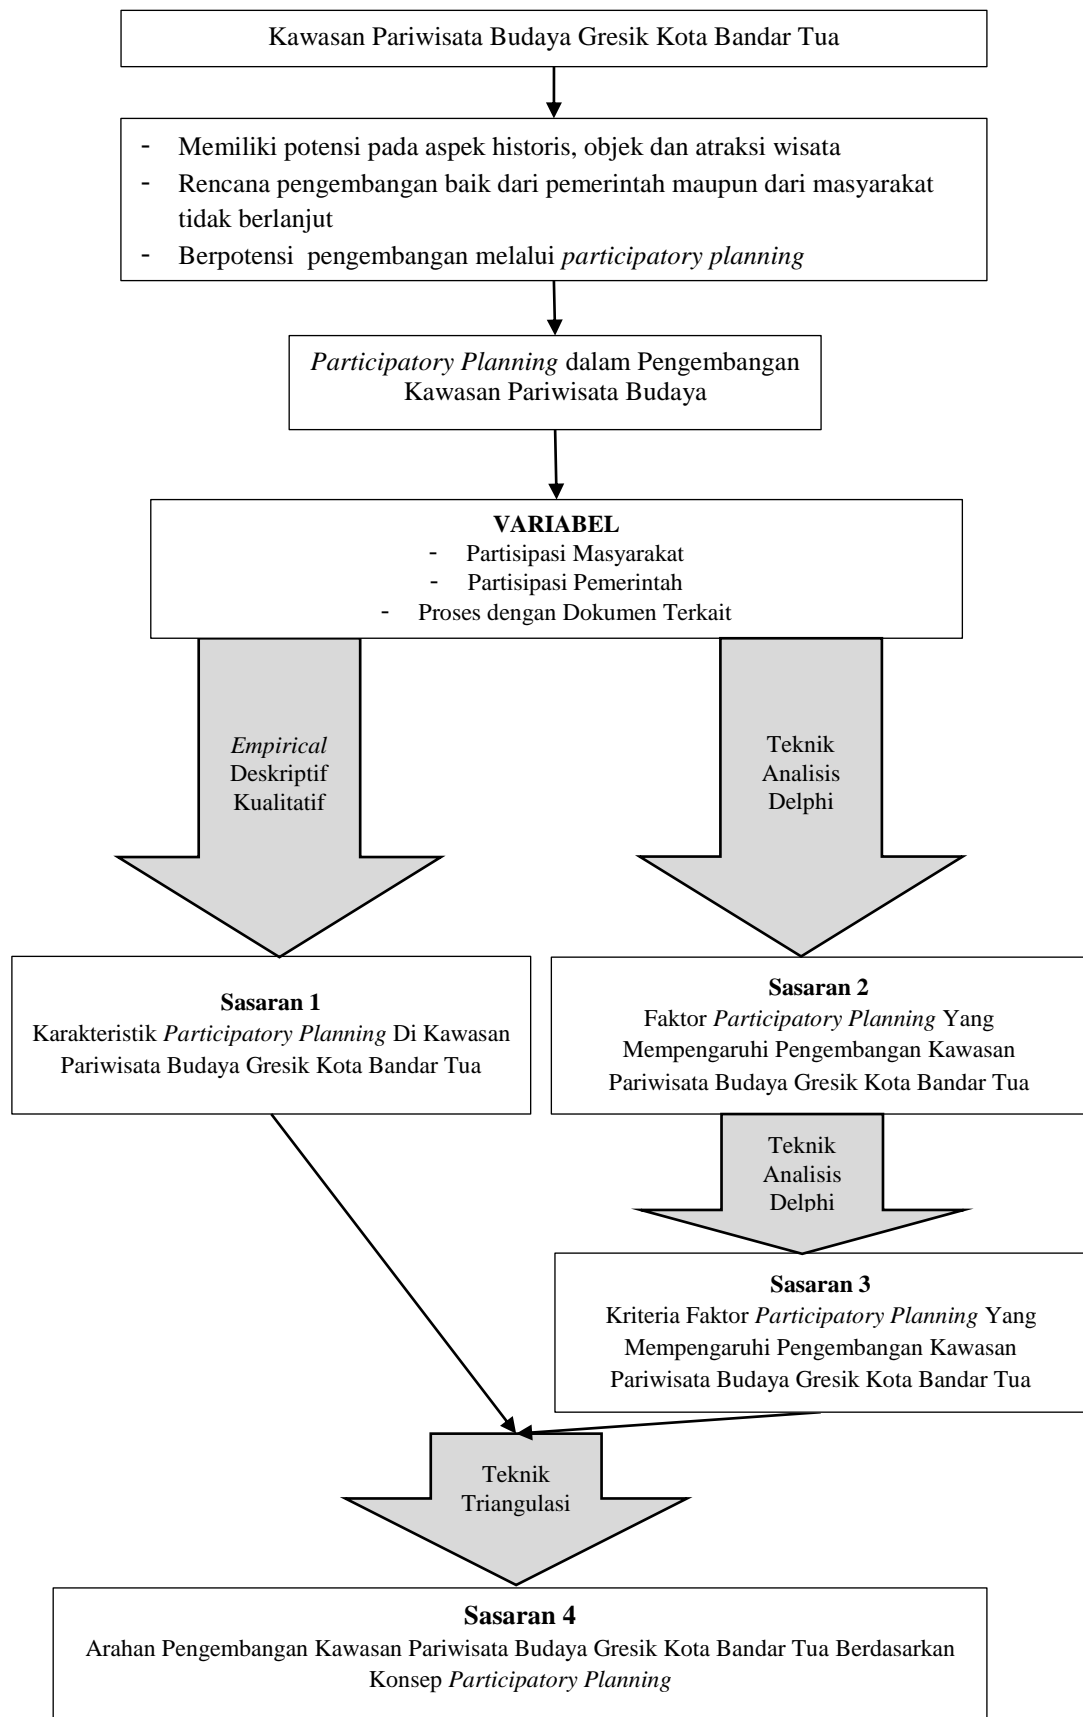 Kawasan Pariwisata Budaya Gresik Kota Bandar Tua
- Memiliki potensi pada aspek historis, objek dan atraksi wisata
- Rencana pengembangan baik dari pemerintah maupun dari masyarakat
tidak berlanjut
- Berpotensi pengembangan melalui participatory planning
Participatory Planning dalam Pengembangan
Kawasan Pariwisata Budaya
VARIABEL
- Partisipasi Masyarakat
- Partisipasi Pemerintah
- Proses dengan Dokumen Terkait
Empirical
Deskriptif
Kualitatif
Teknik
Analisis
Delphi
Sasaran 1
Karakteristik Participatory Planning Di Kawasan
Pariwisata Budaya Gresik Kota Bandar Tua
Sasaran 2
Faktor Participatory Planning Yang
Mempengaruhi Pengembangan Kawasan
Pariwisata Budaya Gresik Kota Bandar Tua
Teknik
Analisis
Delphi
Sasaran 3
Kriteria Faktor Participatory Planning Yang
Mempengaruhi Pengembangan Kawasan
Pariwisata Budaya Gresik Kota Bandar Tua
Teknik
Triangulasi
Sasaran 4
Arahan Pengembangan Kawasan Pariwisata Budaya Gresik Kota Bandar Tua Berdasarkan
Konsep Participatory Planning